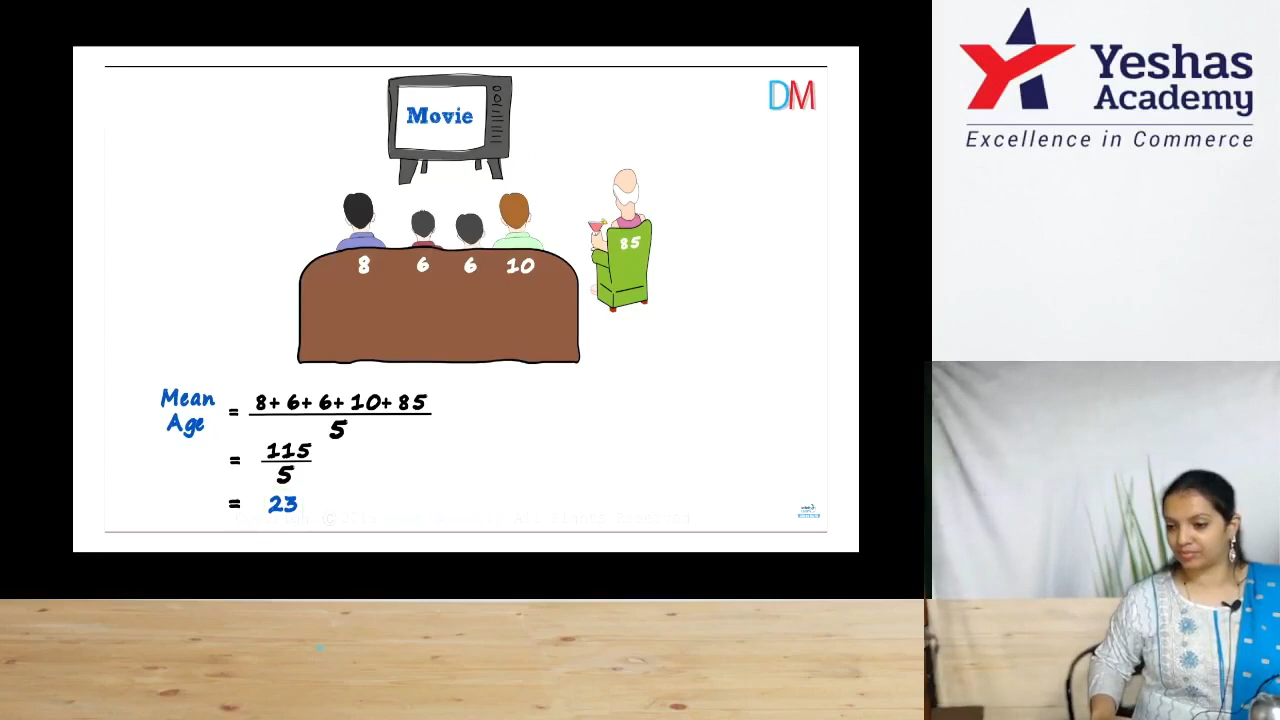 Movie
DM
85
8 6 6 10
Mean Age = 8+ 6+ 6+ 10+ 85
5
= 115
5
= 23
Yeshas
Academy
Excellence in Commerce